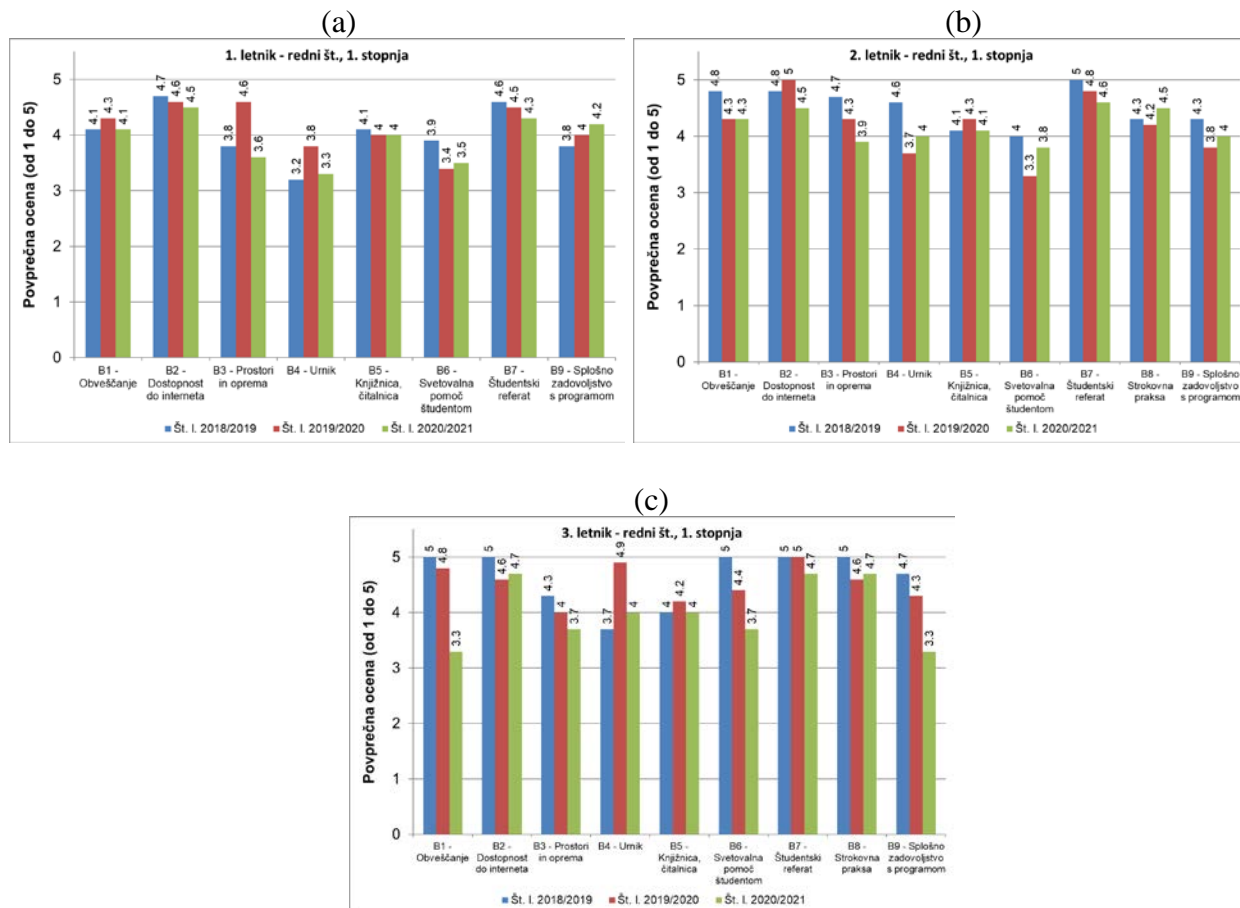 (a)
1. letnik - redni št., 1. stopnja
Povprečna ocena (od 1 do 5)
5
4
3
2
1
0
4.1 4.3 4.1
4.7 4.6 4.5
3.8 4.6 3.6
3.2 3.8 3.3
4.1 4 4
3.9 3.4 3.5
4.6 4.5 4.3
3.8 4 4.2
B1 -
Obveščanje
B2 -
Dostopnost
do interneta
B3 - Prostori
in oprema
B4 - Urnik
B5 -
Knjižnica,
čitalnica
B6 -
Svetovalna
pomoč
študentom
B7 -
Študentski
referat
B9 - Splošno
zadovoljstvo
s programom
Št. l. 2018/2019 Št. l. 2019/2020 Št. l. 2020/2021
(b)
2. letnik - redni št., 1. stopnja
Povprečna ocena (od 1 do 5)
5
4
3
2
1
0
4.8 4.3 4.3
4.8 5 4.5
4.7 4.3 3.9
4.6 3.7 4
4.1 4.3 4.1
4 3.3 3.8
5 4.8 4.6
4.3 4.2 4.5
4.3 3.8 4
B1 -
Obveščanje
B2 -
Dostopnost
do interneta
B3 - Prostori
in oprema
B4 - Urnik
B5 -
Knjižnica,
čitalnica
B6 -
Svetovalna
pomoč
študentom
B7 -
Študentski
referat
B8 -
Strokovna
praksa
B9 - Splošno
zadovoljstvo
s programom
Št. l. 2018/2019 Št. l. 2019/2020 Št. l. 2020/2021
(c)
3. letnik - redni št., 1. stopnja
Povprečna ocena (od 1 do 5)
5
4
3
2
1
0
5 4.8 3.3
5 4.6 4.7
4.3 4 3.7
3.7 4.9 4
4 4.2 4
5 4.4 3.7
5 5 4.7
5 4.6 4.7
4.7 4.3 3.3
B1 -
Obveščanje
B2 -
Dostopnost
do interneta
B3 - Prostori
in oprema
B4 - Urnik
B5 -
Knjižnica,
čitalnica
B6 -
Svetovalna
pomoč
študentom
B7 -
Študentski
referat
B8 -
Strokovna
praksa
B9 - Splošno
zadovoljstvo
s programom
Št. l. 2018/2019 Št. l. 2019/2020 Št. l. 2020/2021